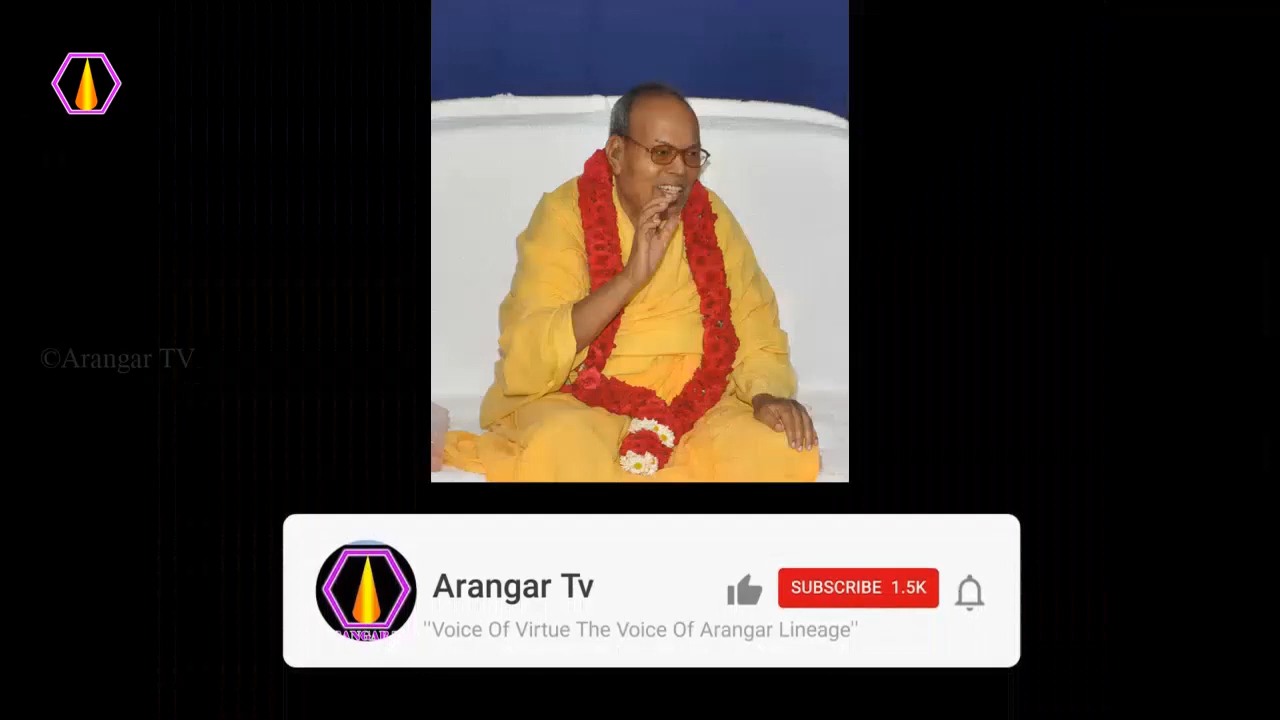 ©Arangar TV
Arangar Tv
SUBSCRIBE 1.5K
"Voice Of Virtue The Voice Of Arangar Lineage"